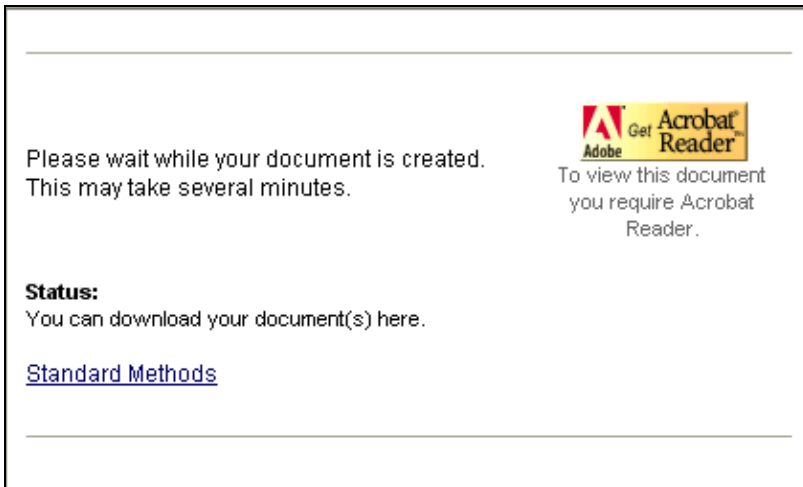 Please wait while your document is created.
This may take several minutes.
Adobe
Get Acrobat
Reader™
To view this document
you require Acrobat
Reader.
Status:
You can download your document(s) here.
Standard Methods